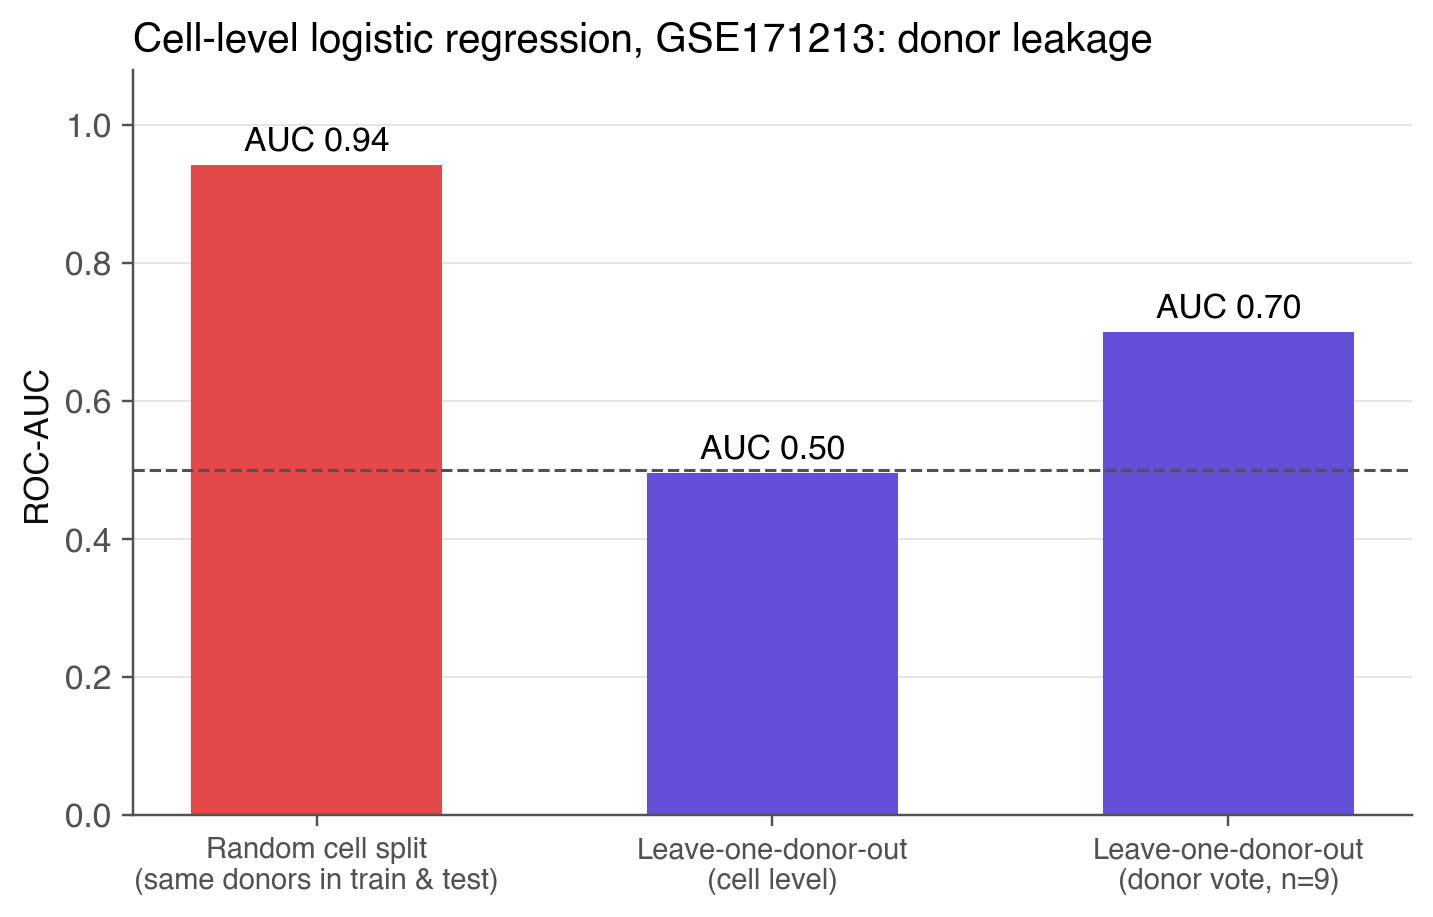 Cell-level logistic regression, GSE171213: donor leakage
ROC-AUC
1.0
0.8
0.6
0.4
0.2
0.0
AUC 0.94
AUC 0.50
AUC 0.70
Random cell split
(same donors in train & test)
Leave-one-donor-out
(cell level)
Leave-one-donor-out
(donor vote, n=9)